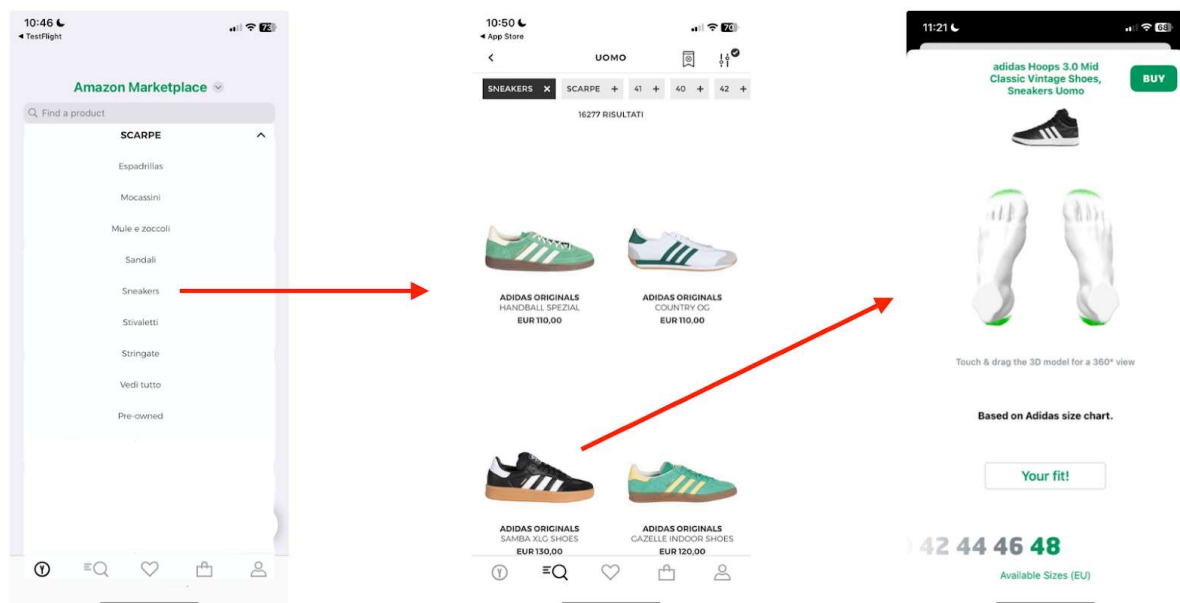 10:46
73
◀ TestFlight
Amazon Marketplace
Find a product
SCARPE
Espadrillas
Mocassini
Mule e zoccoli
Sandali
Sneakers
Stivaletti
Stringate
Vedi tutto
Pre-owned
10:50
70
◀ App Store
UOMO
SNEAKERS X SCARPE + 41 + 40 + 42 +
16277 RISULTATI
ADIDAS ORIGINALS
HANDBALL SPEZIAL
EUR 110,00
ADIDAS ORIGINALS
COUNTRY OG
EUR 110,00
ADIDAS ORIGINALS
SAMBA XLG SHOES
EUR 130,00
ADIDAS ORIGINALS
GAZELLE INDOOR SHOES
EUR 120,00
11:21
68
adidas Hoops 3.0 Mid
Classic Vintage Shoes,
Sneakers Uomo
BUY
Touch & drag the 3D model for a 360° view
Based on Adidas size chart.
Your fit!
42 44 46 48
Available Sizes (EU)